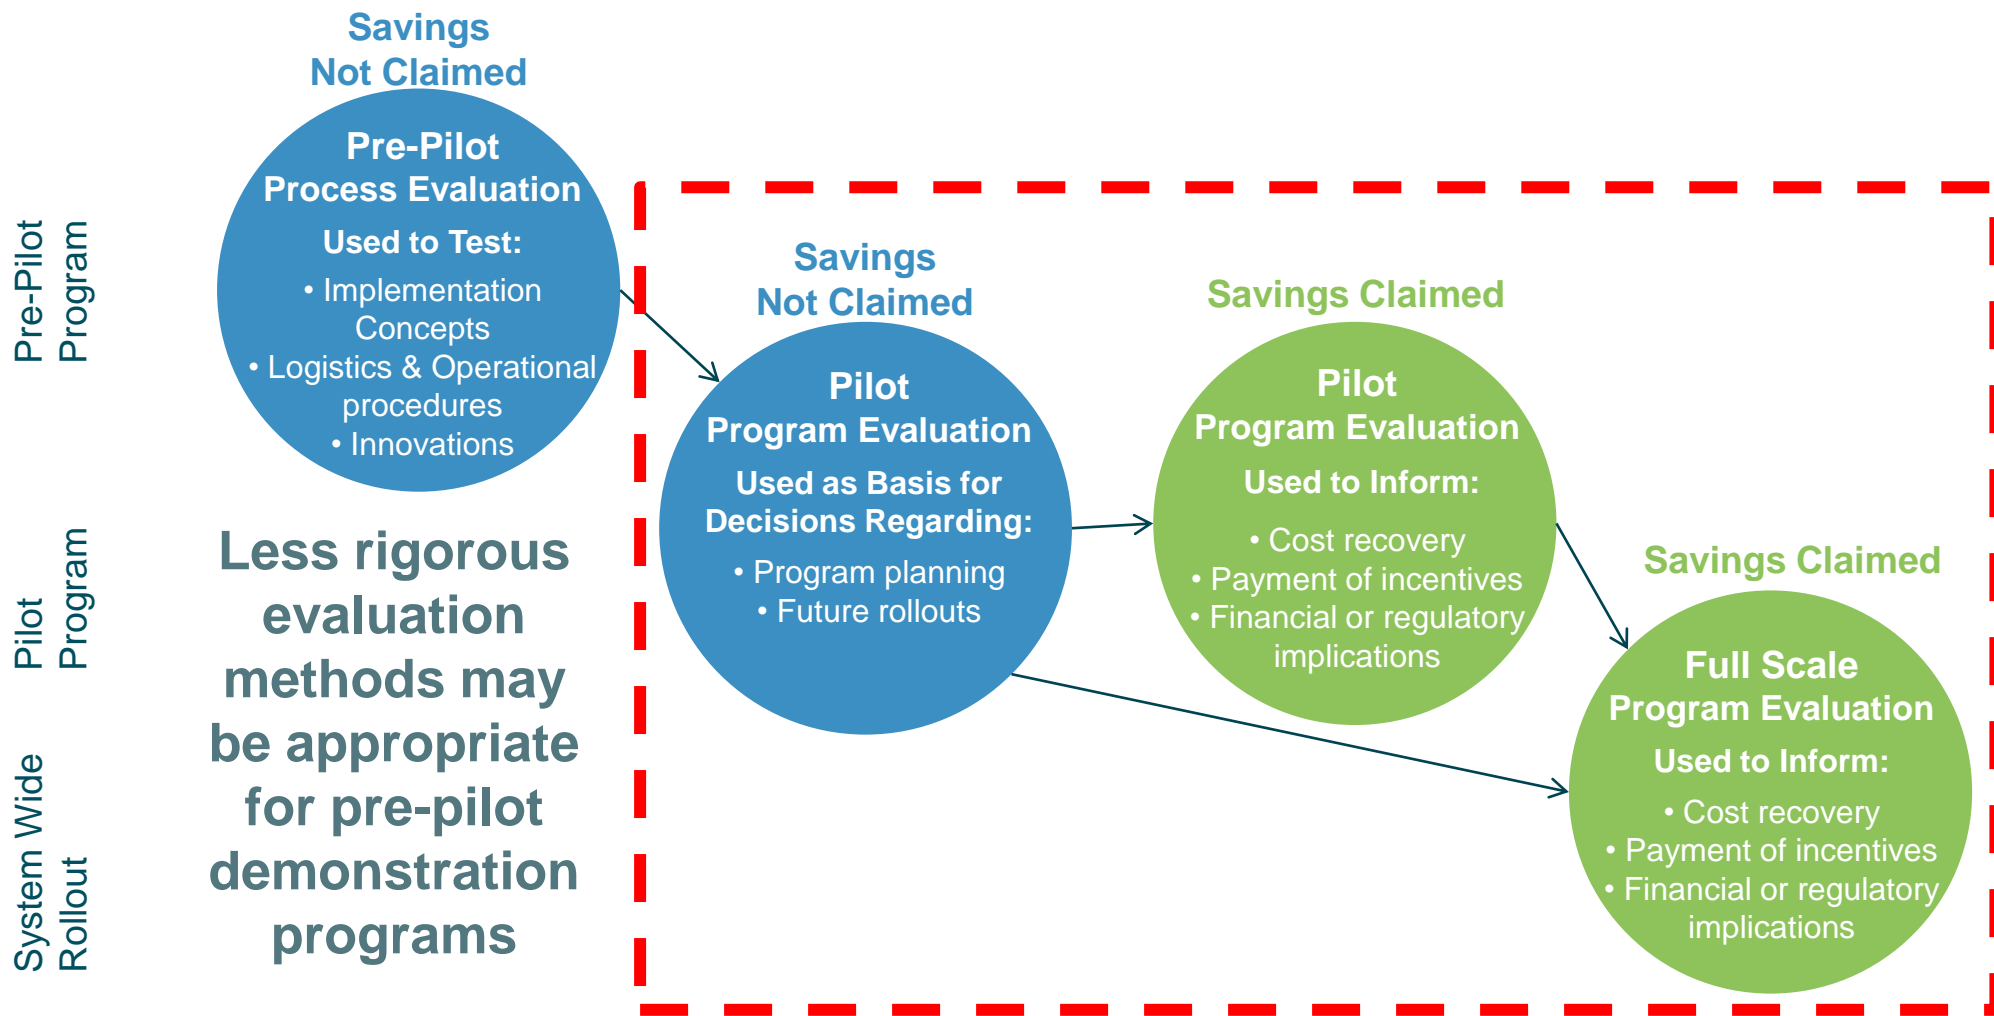 Savings
Not Claimed
Pre-Pilot
Process Evaluation
Used to Test:
• Implementation
Concepts
• Logistics & Operational
procedures
• Innovations
Pre-Pilot
Program
Savings
Not Claimed
Pilot
Program Evaluation
Used as Basis for
Decisions Regarding:
• Program planning
• Future rollouts
Savings Claimed
Pilot
Program Evaluation
Used to Inform:
• Cost recovery
• Payment of incentives
• Financial or regulatory
implications
Pilot
Program
Less rigorous
evaluation
methods may
be appropriate
for pre-pilot
demonstration
programs
Savings Claimed
Full Scale
Program Evaluation
Used to Inform:
• Cost recovery
• Payment of incentives
• Financial or regulatory
implications
System Wide
Rollout